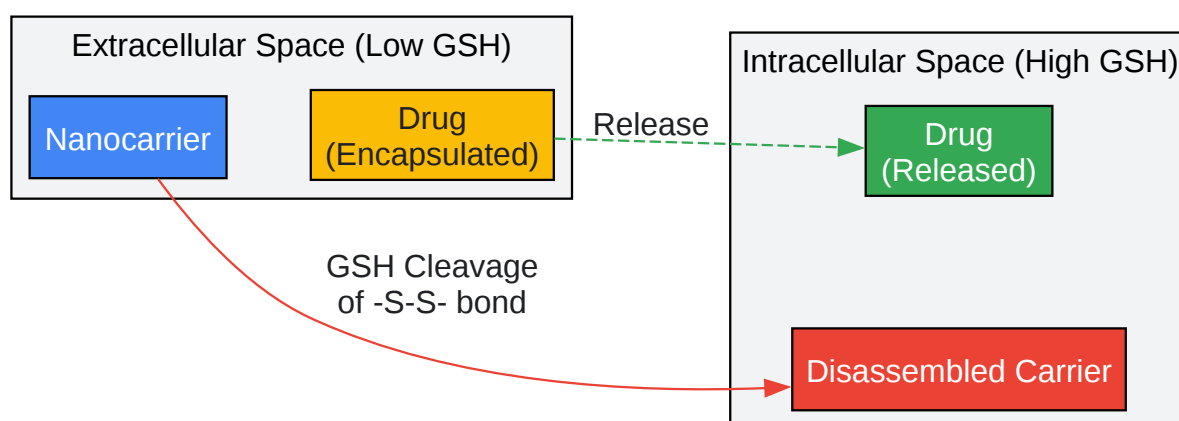 Extracellular Space (Low GSH)
Nanocarrier
Drug
(Encapsulated)
Release
Intracellular Space (High GSH)
Drug
(Released)
GSH Cleavage
of -S-S- bond
Disassembled Carrier